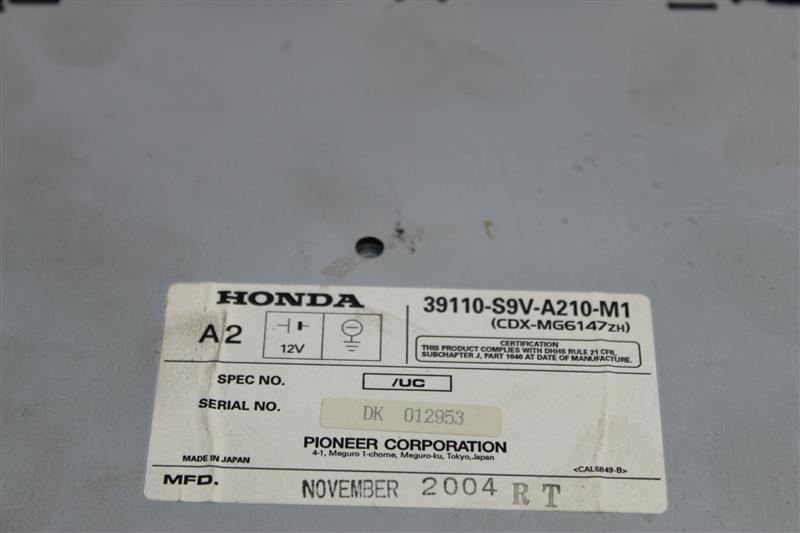 HONDA 39110-S9V-A210-M1
(CDX-MG6147ZH)
A2 12V
CERTIFICATION
THIS PRODUCT COMPLIES WITH DHHS RULE 21 CFR,
SUBCHAPTER J, PART 1040 AT DATE OF MANUFACTURE.
SPEC NO. /UC
SERIAL NO. DK 012953
PIONEER CORPORATION
4-1, Meguro 1-chome, Meguro-ku, Tokyo, Japan
MADE IN JAPAN <CAL6849-B>
MFD. NOVEMBER 2004 RT